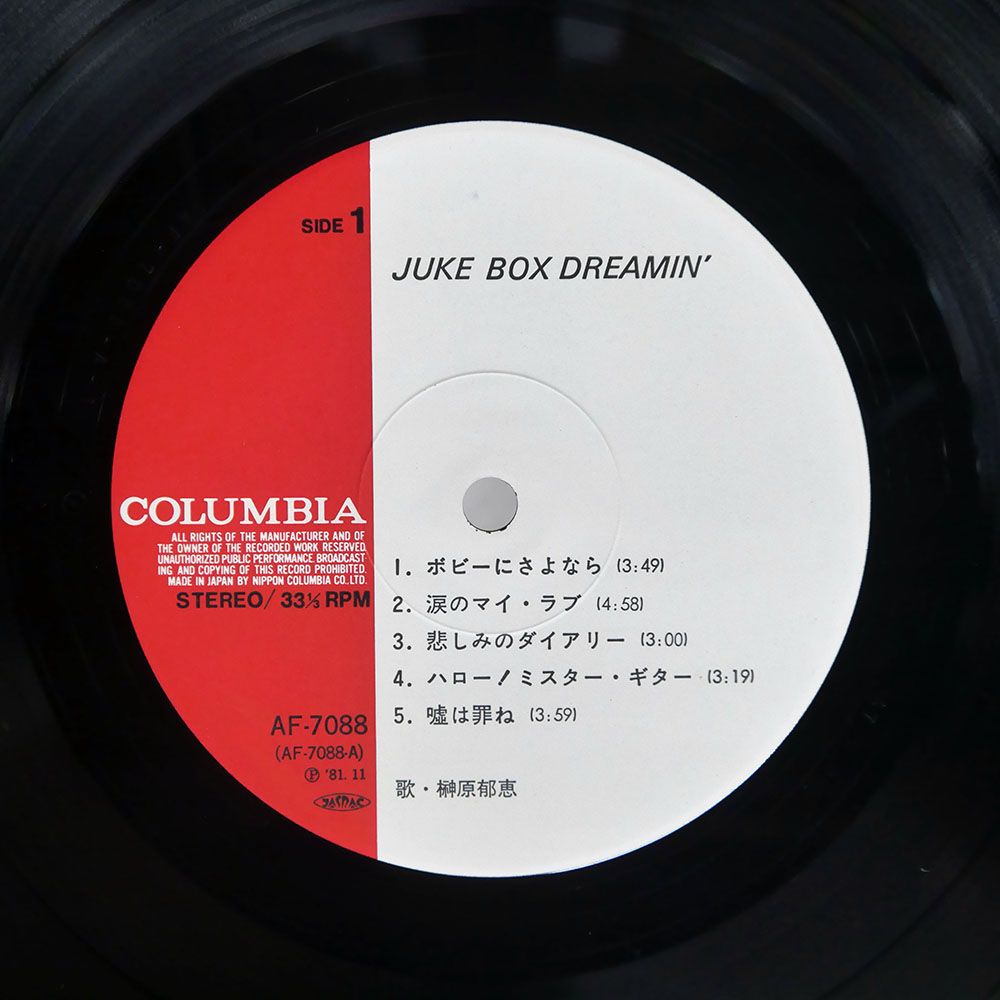 SIDE 1
JUKE BOX DREAMIN'
COLUMBIA
ALL RIGHTS OF THE MANUFACTURER AND OF
THE OWNER OF THE RECORDED WORK RESERVED.
UNAUTHORIZED PUBLIC PERFORMANCE BROADCAST-
ING AND COPYING OF THIS RECORD PROHIBITED.
MADE IN JAPAN BY NIPPON COLUMBIA CO.,LTD.
STEREO/ 33⅓ RPM
AF-7088
(AF-7088-A)
Ⓟ '81. 11
JASRAC
1. ボビーにさよなら (3:49)
2. 涙のマイ・ラブ (4:58)
3. 悲しみのダイアリー (3:00)
4. ハロー！ミスター・ギター (3:19)
5. 嘘は罪ね (3:59)
歌・榊原郁恵